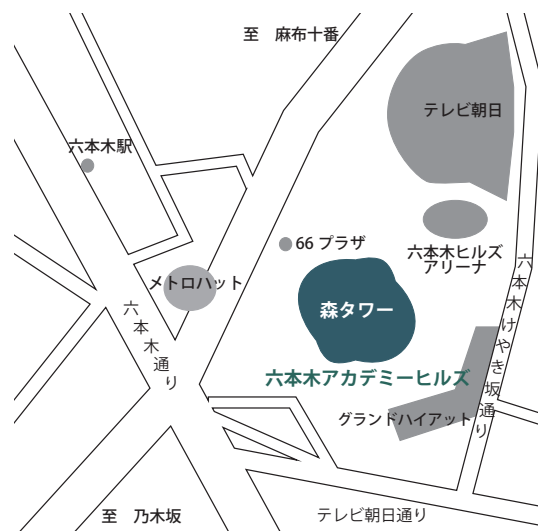 至　麻布十番
テレビ朝日
六本木駅
66 プラザ
六本木ヒルズ
アリーナ
メトロハット
森タワー
六本木通り
六本木けやき坂通り
六本木アカデミーヒルズ
グランドハイアット
至　乃木坂
テレビ朝日通り